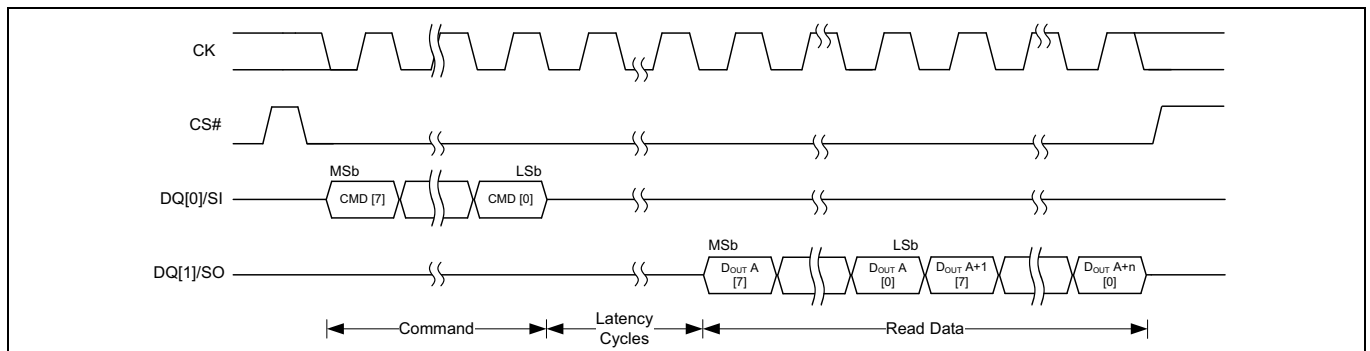 CK
CS#
MSb LSb
DQ[0]/SI CMD [7] CMD [0]
MSb LSb
DQ[1]/SO DOUT A [7] DOUT A [0] DOUT A+1 [7] DOUT A+n [0]
Command Latency Cycles Read Data